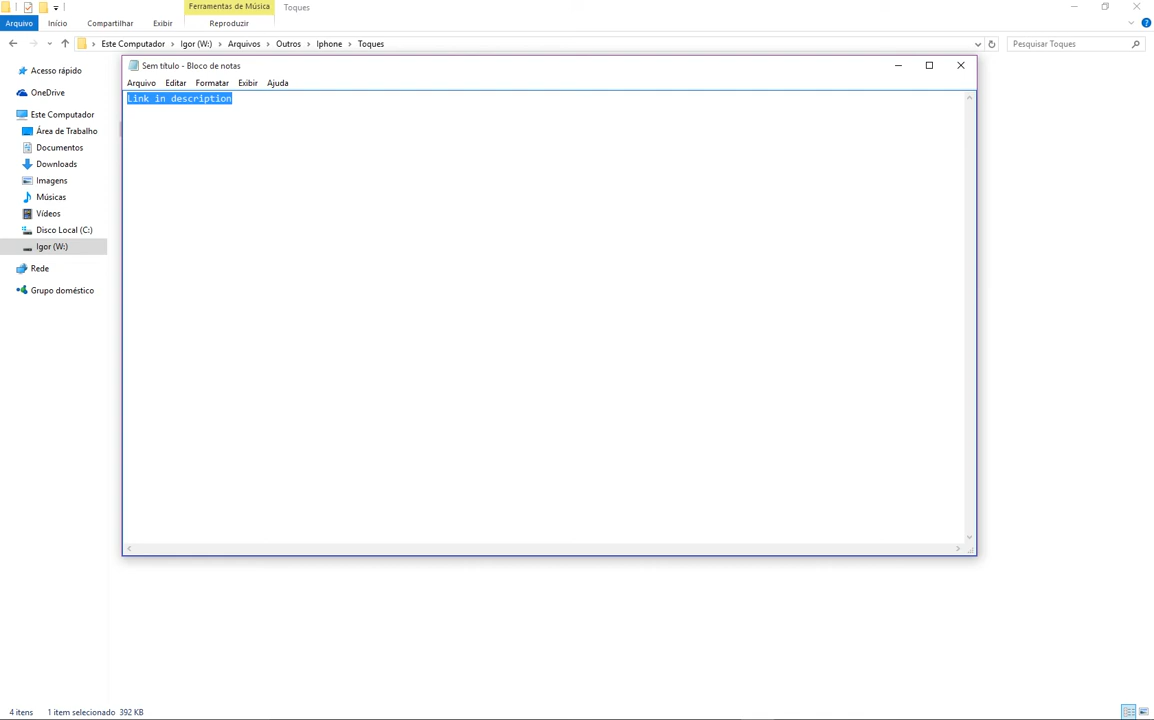 Ferramentas de Música
Toques
Arquivo
Início
Compartilhar
Exibir
Reproduzir
Este Computador
Igor (W:)
Arquivos
Outros
Iphone
Toques
Pesquisar Toques
Acesso rápido
OneDrive
Este Computador
Área de Trabalho
Documentos
Downloads
Imagens
Músicas
Vídeos
Disco Local (C:)
Igor (W:)
Rede
Grupo doméstico
Sem título - Bloco de notas
Arquivo
Editar
Formatar
Exibir
Ajuda
Link in description
4 itens
1 item selecionado 392 KB